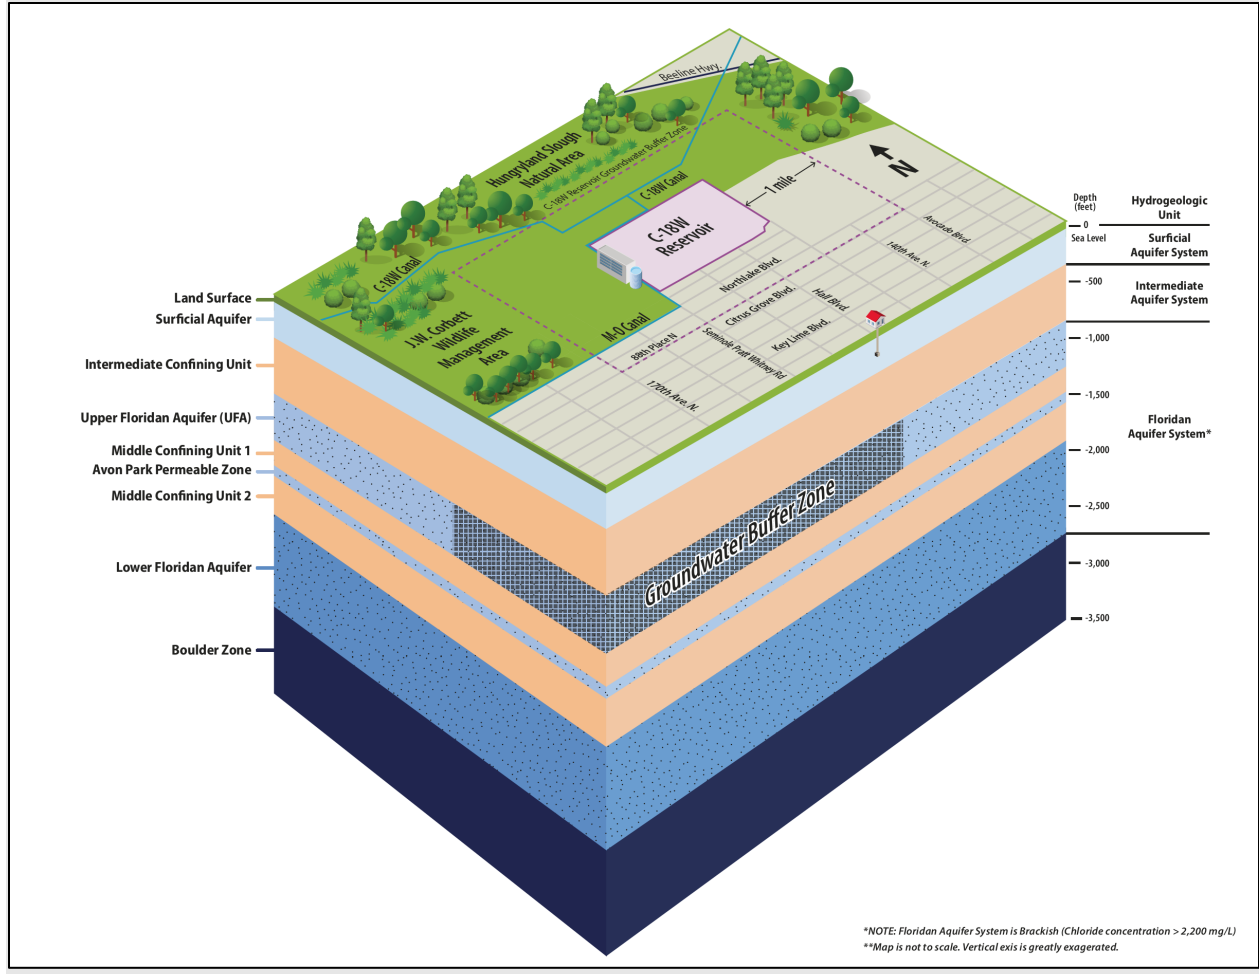 Beeline Hwy.
Hungryland Slough
Natural Area
C-18W Reservoir Groundwater Buffer Zone
C-18W Canal
C-18W
Reservoir
1 mile
N
C-18W Canal
J.W. Corbett
Wildlife
Management
Area
M-O Canal
Northlake Blvd.
Avocado Blvd.
140th Ave. N.
Citrus Grove Blvd.
Hall Blvd.
Key Lime Blvd.
Seminole Pratt Whitney Rd
88th Place N
170th Ave. N.
Depth
(feet)
Hydrogeologic
Unit
0
Sea Level
Surficial
Aquifer System
-500
Intermediate
Aquifer System
-1,000
-1,500
Floridan
Aquifer System*
-2,000
-2,500
-3,000
-3,500
Land Surface
Surficial Aquifer
Intermediate Confining Unit
Upper Floridan Aquifer (UFA)
Middle Confining Unit 1
Avon Park Permeable Zone
Middle Confining Unit 2
Lower Floridan Aquifer
Boulder Zone
Groundwater Buffer Zone
*NOTE: Floridan Aquifer System is Brackish (Chloride concentration > 2,200 mg/L)
**Map is not to scale. Vertical exis is greatly exagerated.